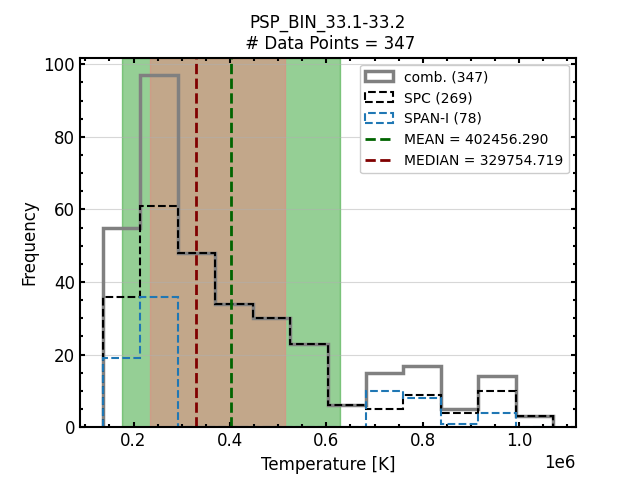 PSP_BIN_33.1-33.2
# Data Points = 347
comb. (347)
SPC (269)
SPAN-I (78)
MEAN = 402456.290
MEDIAN = 329754.719
Frequency
100
80
60
40
20
0
0.2 0.4 0.6 0.8 1.0
1e6
Temperature [K]